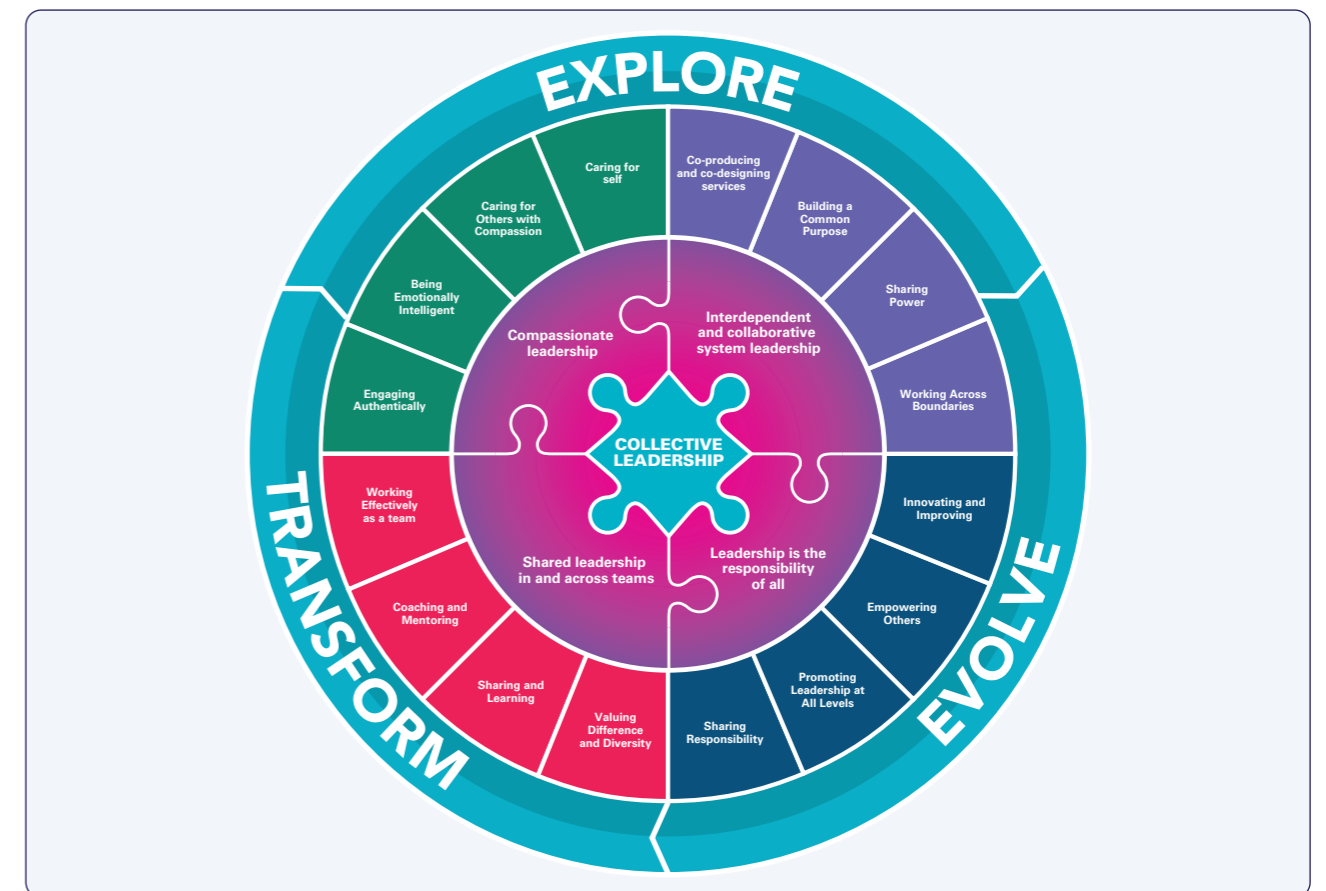 EXPLORE
Caring for
self
Co-producing
and co-designing
services
Caring for
Others with
Compassion
Building a
Common
Purpose
Being
Emotionally
Intelligent
Sharing
Power
Engaging
Authentically
Working Across
Boundaries
Compassionate
leadership
Interdependent
and collaborative
system leadership
COLLECTIVE
LEADERSHIP
Shared leadership
in and across teams
Leadership is the
responsibility
of all
Working
Effectively
as a team
Innovating and
Improving
Coaching and
Mentoring
Empowering
Others
Sharing and
Learning
Promoting
Leadership at
All Levels
Valuing
Difference
and Diversity
Sharing
Responsibility
TRANSFORM
EVOLVE